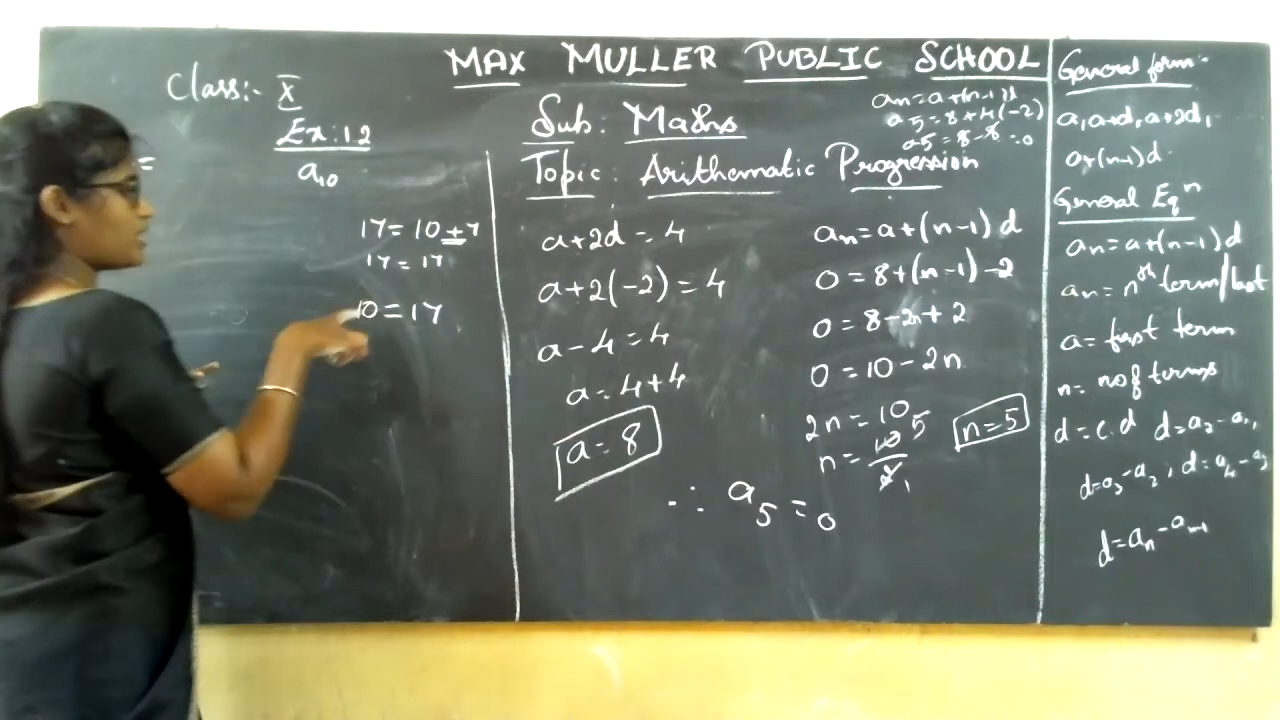 MAX MULLER PUBLIC SCHOOL
Class:- X
Ex:12
a10
=
17 = 10 + 7
17 = 17
10 = 17
Sub: Maths
Topic: Arithematic Progression
an = a+(n-1)d
a5 = 8+4(-2)
a5 = 8-8 = 0
a+2d = 4
a+2(-2) = 4
a-4 = 4
a = 4+4
a = 8
an = a+(n-1)d
0 = 8+(n-1)-2
0 = 8-2n+2
0 = 10-2n
2n = 10
n = 10/2 5
1
n=5
∴ a5 = 0
General form:-
a, a+d, a+2d,
a+(n-1)d.
General Eqn
an = a+(n-1)d
an = nth term/last
a = first term
n = no of terms
d = c.d d = a2-a1,
d=a3-a2, d = a4-a3
d = an-an-1